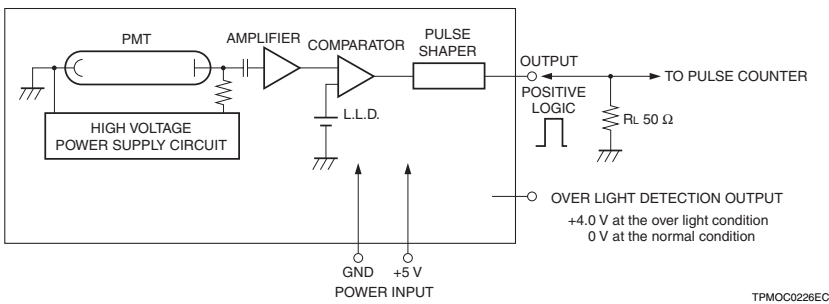 PMT
AMPLIFIER
COMPARATOR
PULSE
SHAPER
L.L.D.
HIGH VOLTAGE
POWER SUPPLY CIRCUIT
OUTPUT
POSITIVE
LOGIC
TO PULSE COUNTER
RL 50 Ω
OVER LIGHT DETECTION OUTPUT
+4.0 V at the over light condition
0 V at the normal condition
GND
+5 V
POWER INPUT
TPMOC0226EC